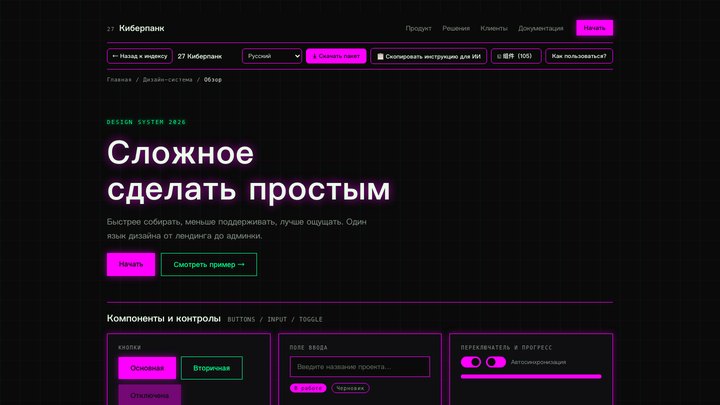 27 Киберпанк
Продукт Решения Клиенты Документация Начать
← Назад к индексу 27 Киберпанк Русский Скачать пакет 📋 Скопировать инструкцию для ИИ 组件 (105) Как пользоваться?
Главная / Дизайн-система / Обзор
DESIGN SYSTEM 2026
Сложное
сделать простым
Быстрее собирать, меньше поддерживать, лучше ощущать. Один
язык дизайна от лендинга до админки.
Начать Смотреть пример →
Компоненты и контролы BUTTONS / INPUT / TOGGLE
КНОПКИ
Основная Вторичная
Отключена
ПОЛЕ ВВОДА
Введите название проекта...
В работе Черновик
ПЕРЕКЛЮЧАТЕЛЬ И ПРОГРЕСС
Автосинхронизация